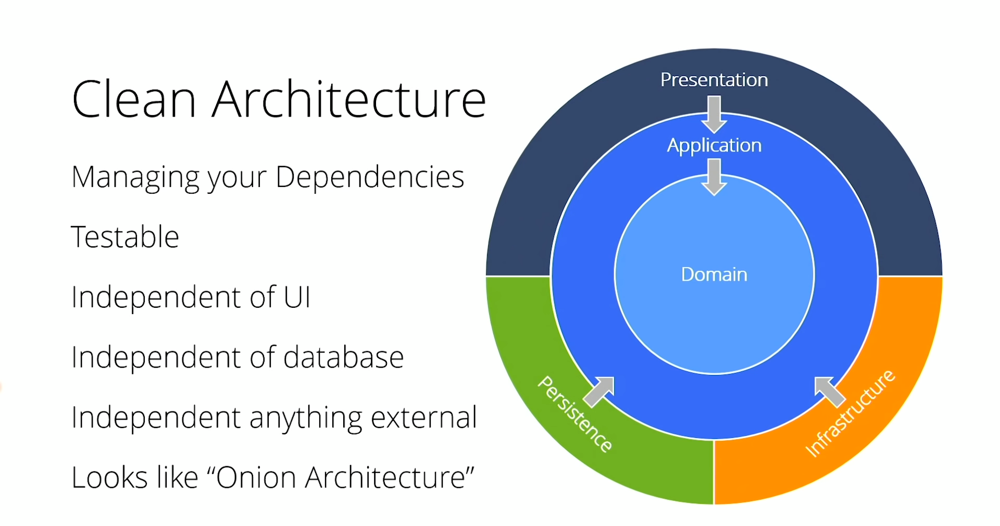 Clean Architecture
Managing your Dependencies
Testable
Independent of UI
Independent of database
Independent anything external
Looks like “Onion Architecture”
Presentation
Application
Domain
Persistence
Infrastructure